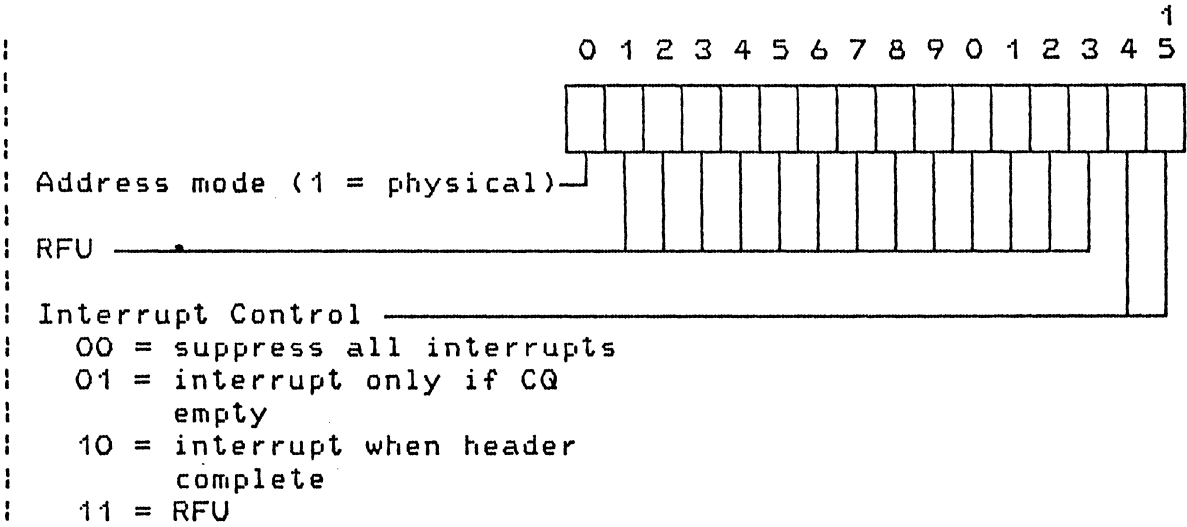 1
0 1 2 3 4 5 6 7 8 9 0 1 2 3 4 5
Address mode (1 = physical)
RFU
Interrupt Control
00 = suppress all interrupts
01 = interrupt only if CQ
empty
10 = interrupt when header
complete
11 = RFU